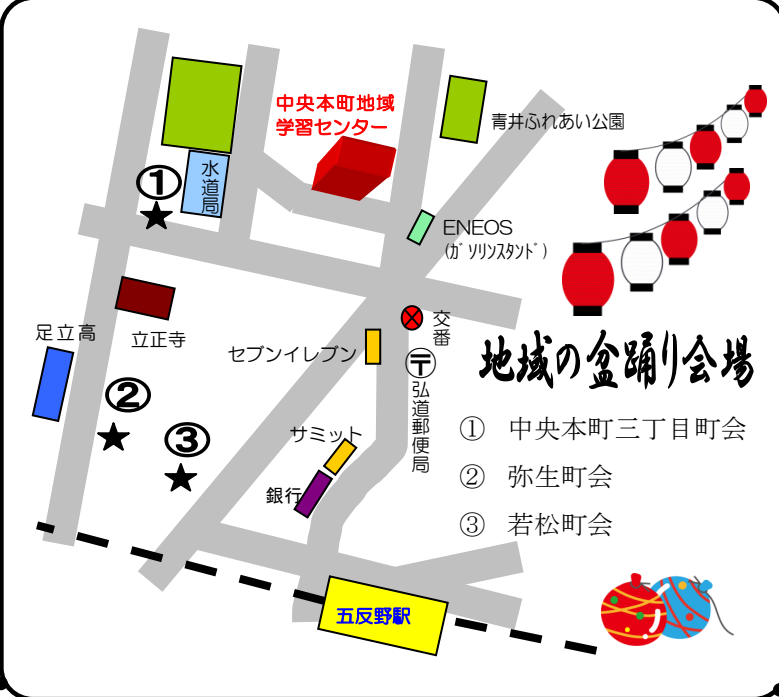 中央本町地域
学習センター
青井ふれあい公園
水道局
①
ENEOS
(ガソリンスタンド)
交番
足立高
立正寺
セブンイレブン
〒
弘道郵便局
地域の盆踊り会場
②
③
サミット
銀行
① 中央本町三丁目町会
② 弥生町会
③ 若松町会
五反野駅